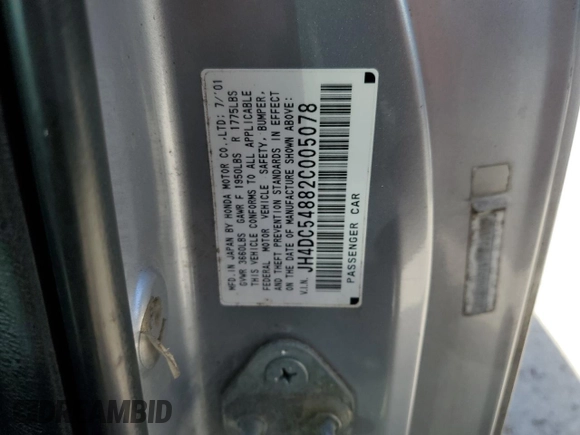 MFD.IN JAPAN BY HONDA MOTOR CO.,LTD: 7/'01
GVWR 3660LBS GAWR F 1950LBS R 1775LBS
THIS VEHICLE CONFORMS TO ALL APPLICABLE
FEDERAL MOTOR VEHICLE SAFETY, BUMPER,
AND THEFT PREVENTION STANDARDS IN EFFECT
ON THE DATE OF MANUFACTURE SHOWN ABOVE:
V.I.N. JH4DC54882C005078
PASSENGER CAR
DREAMBID